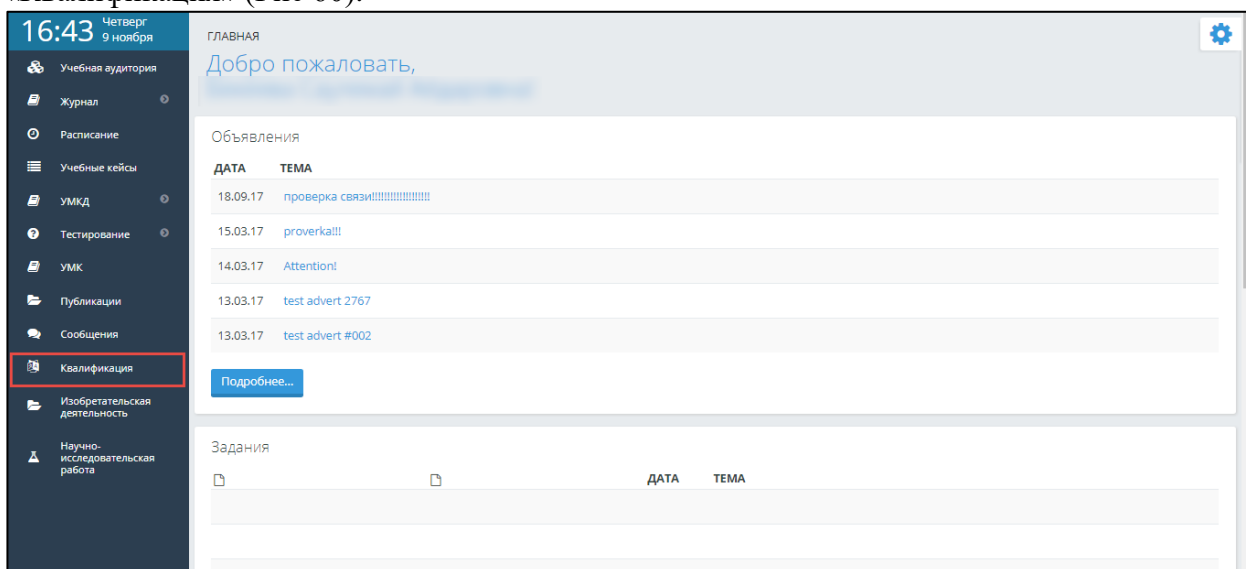 16:43 Четверг
9 ноября
Учебная аудитория
Журнал
Расписание
Учебные кейсы
УМКД
Тестирование
УМК
Публикации
Сообщения
Квалификация
Изобретательская
деятельность
Научно-
исследовательская
работа
ГЛАВНАЯ
Добро пожаловать,
Объявления
ДАТА ТЕМА
18.09.17 проверка связи!!!!!!!!!!!!!!!!!!!
15.03.17 proverka!!!
14.03.17 Attention!
13.03.17 test advert 2767
13.03.17 test advert #002
Подробнее...
Задания
ДАТА ТЕМА